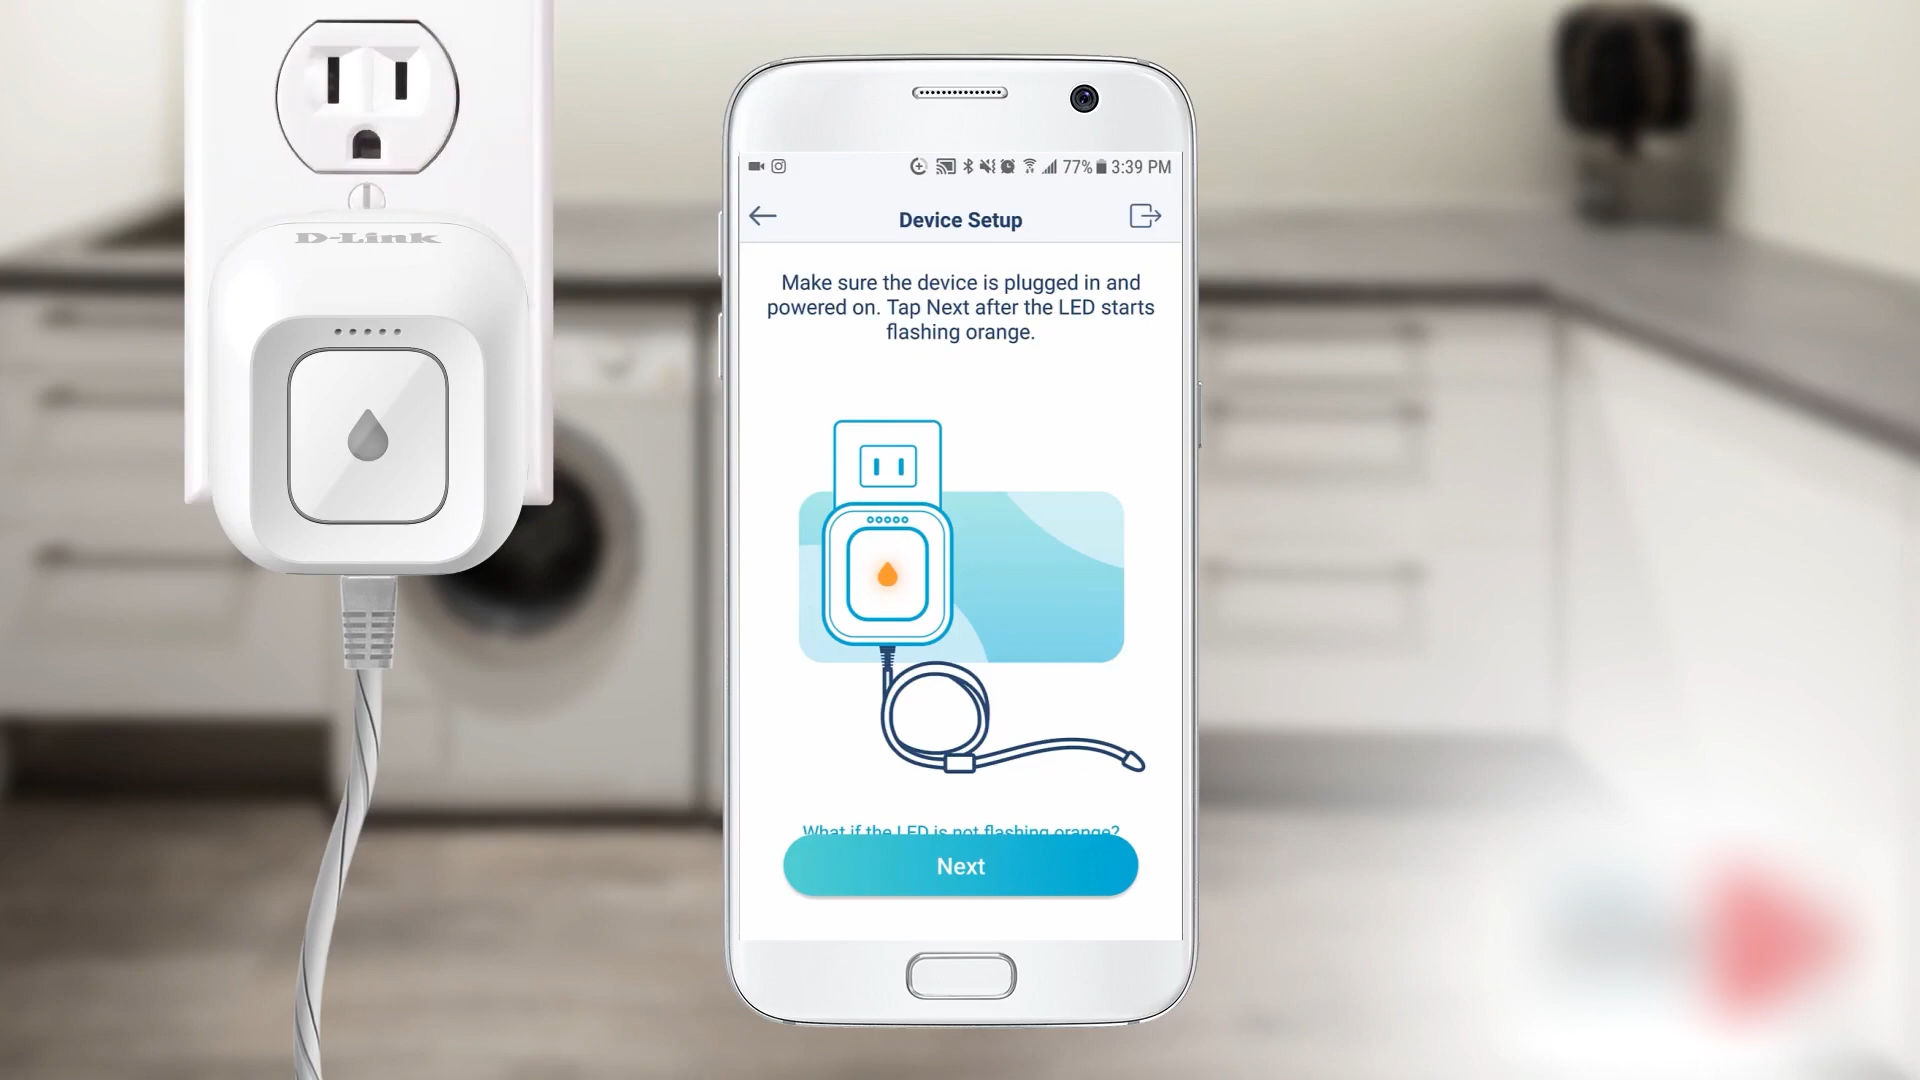 D-Link
77% 3:39 PM
Device Setup
Make sure the device is plugged in and
powered on. Tap Next after the LED starts
flashing orange.
What if the LED is not flashing orange?
Next